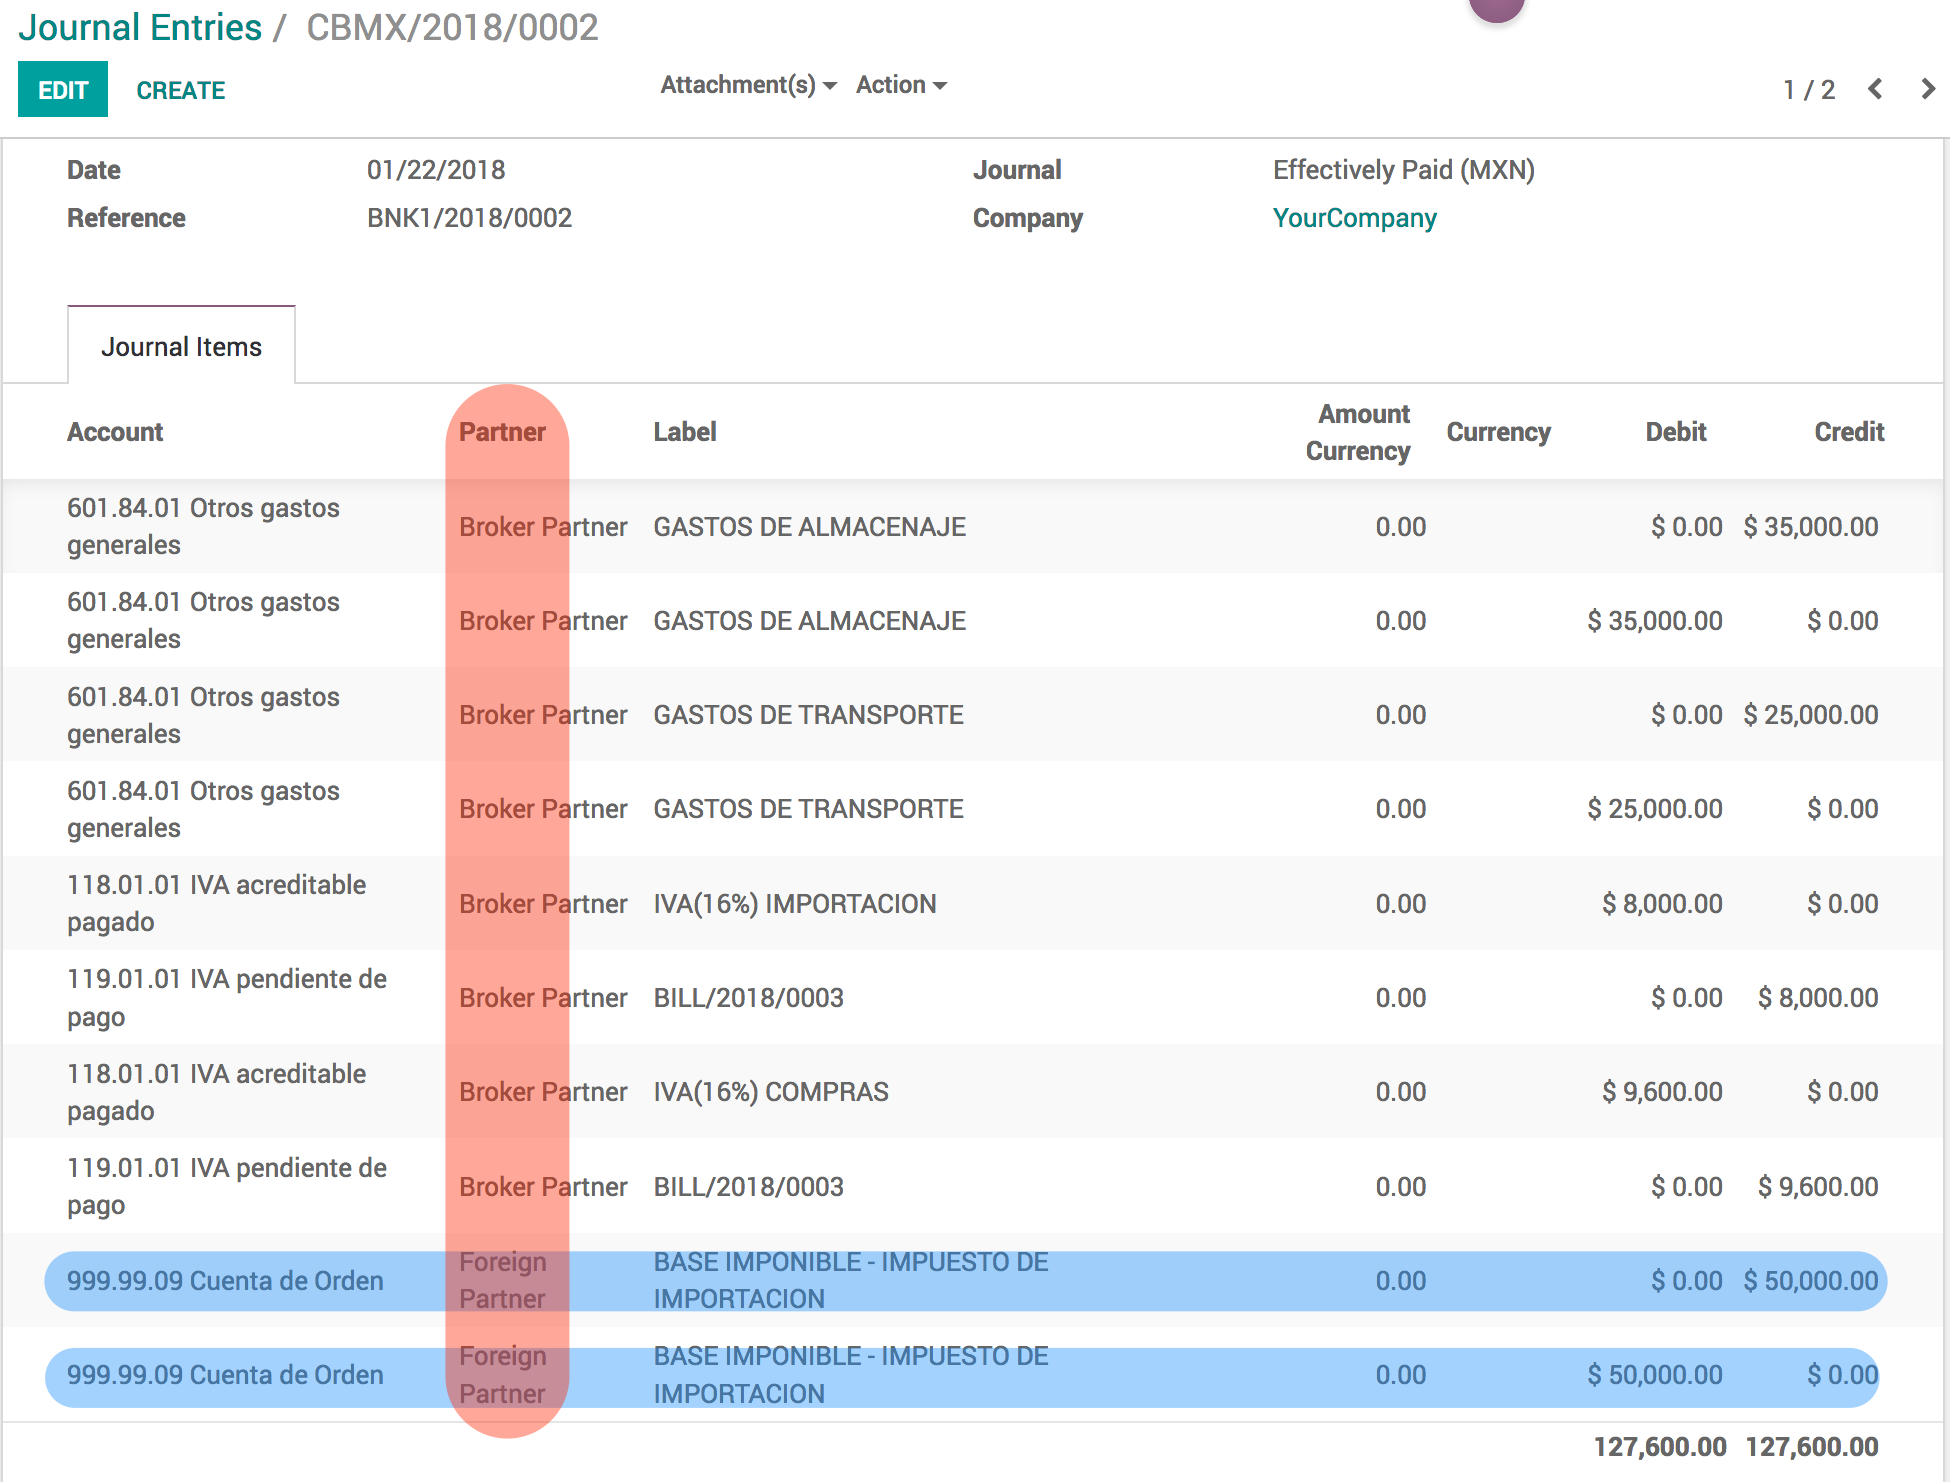 Journal Entries / CBMX/2018/0002
EDIT CREATE Attachment(s) Action 1 / 2
Date 01/22/2018 Journal Effectively Paid (MXN)
Reference BNK1/2018/0002 Company YourCompany
Journal Items
Account Partner Label Amount Currency Currency Debit Credit
601.84.01 Otros gastos generales Broker Partner GASTOS DE ALMACENAJE 0.00 $ 0.00 $ 35,000.00
601.84.01 Otros gastos generales Broker Partner GASTOS DE ALMACENAJE 0.00 $ 35,000.00 $ 0.00
601.84.01 Otros gastos generales Broker Partner GASTOS DE TRANSPORTE 0.00 $ 0.00 $ 25,000.00
601.84.01 Otros gastos generales Broker Partner GASTOS DE TRANSPORTE 0.00 $ 25,000.00 $ 0.00
118.01.01 IVA acreditable pagado Broker Partner IVA(16%) IMPORTACION 0.00 $ 8,000.00 $ 0.00
119.01.01 IVA pendiente de pago Broker Partner BILL/2018/0003 0.00 $ 0.00 $ 8,000.00
118.01.01 IVA acreditable pagado Broker Partner IVA(16%) COMPRAS 0.00 $ 9,600.00 $ 0.00
119.01.01 IVA pendiente de pago Broker Partner BILL/2018/0003 0.00 $ 0.00 $ 9,600.00
999.99.09 Cuenta de Orden Foreign Partner BASE IMPONIBLE - IMPUESTO DE IMPORTACION 0.00 $ 0.00 $ 50,000.00
999.99.09 Cuenta de Orden Foreign Partner BASE IMPONIBLE - IMPUESTO DE IMPORTACION 0.00 $ 50,000.00 $ 0.00
127,600.00 127,600.00